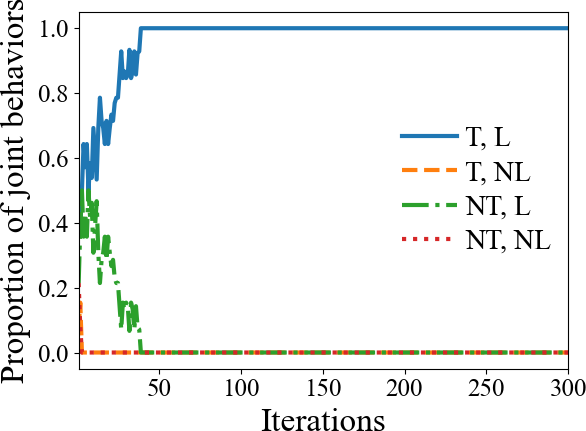 Proportion of joint behaviors
1.0
0.8
0.6
0.4
0.2
0.0
T, L
T, NL
NT, L
NT, NL
50 100 150 200 250 300
Iterations